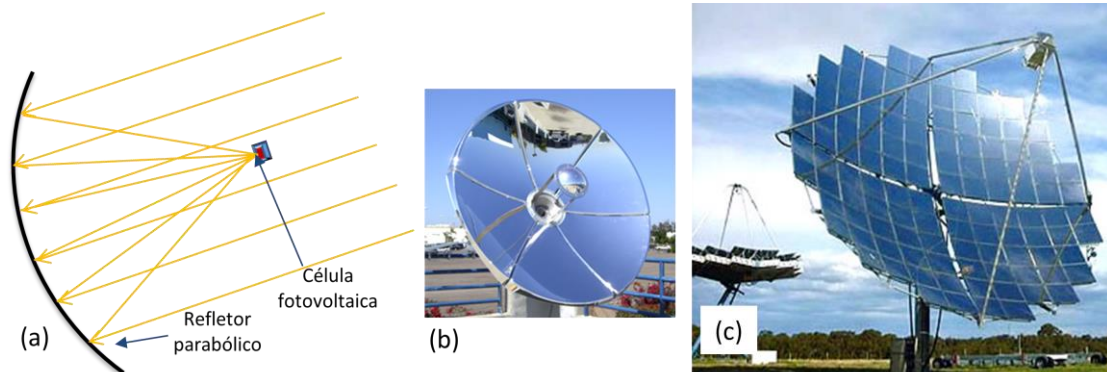 Célula
fotovoltaica
Refletor
parabólico
(a)
(b)
(c)